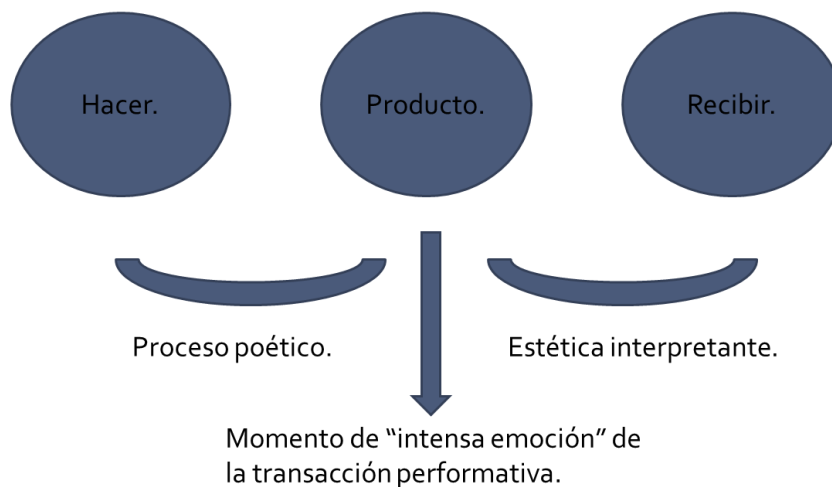 Hacer.
Producto.
Recibir.
Proceso poético.
Estética interpretante.
Momento de “intensa emoción” de
la transacción performativa.